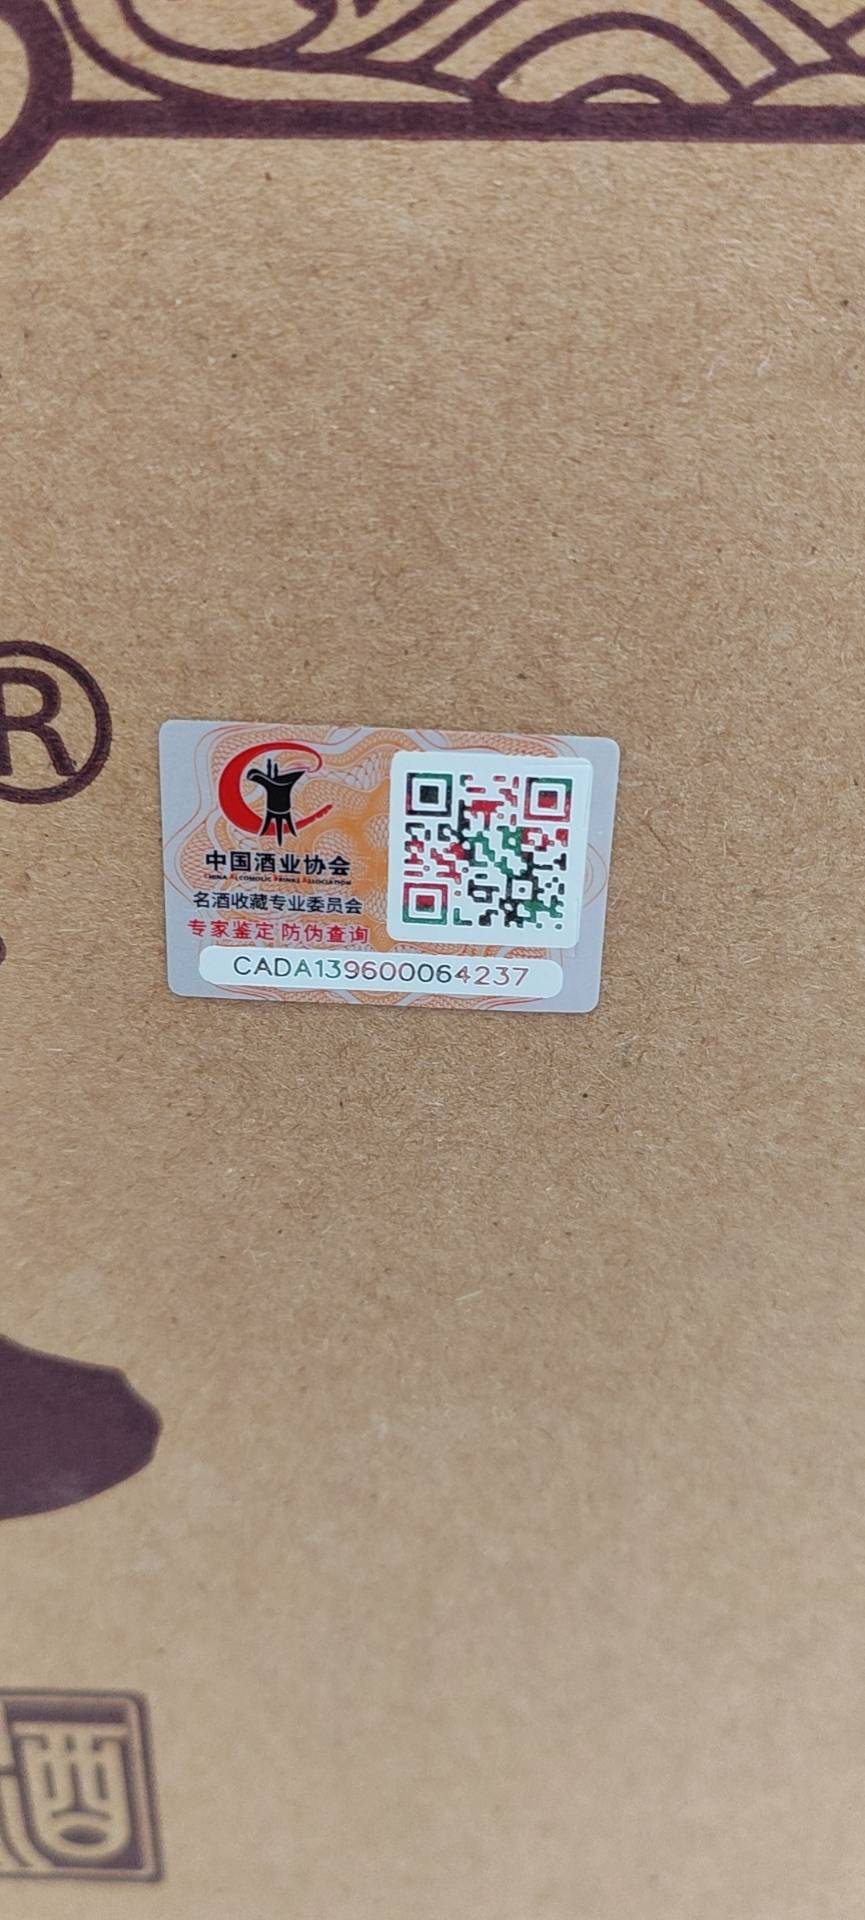 R
中国酒业协会
CHINA ALCOHOLIC DRINKS ASSOCIATION
名酒收藏专业委员会
专家鉴定 防伪查询
CADA139600064237
酒